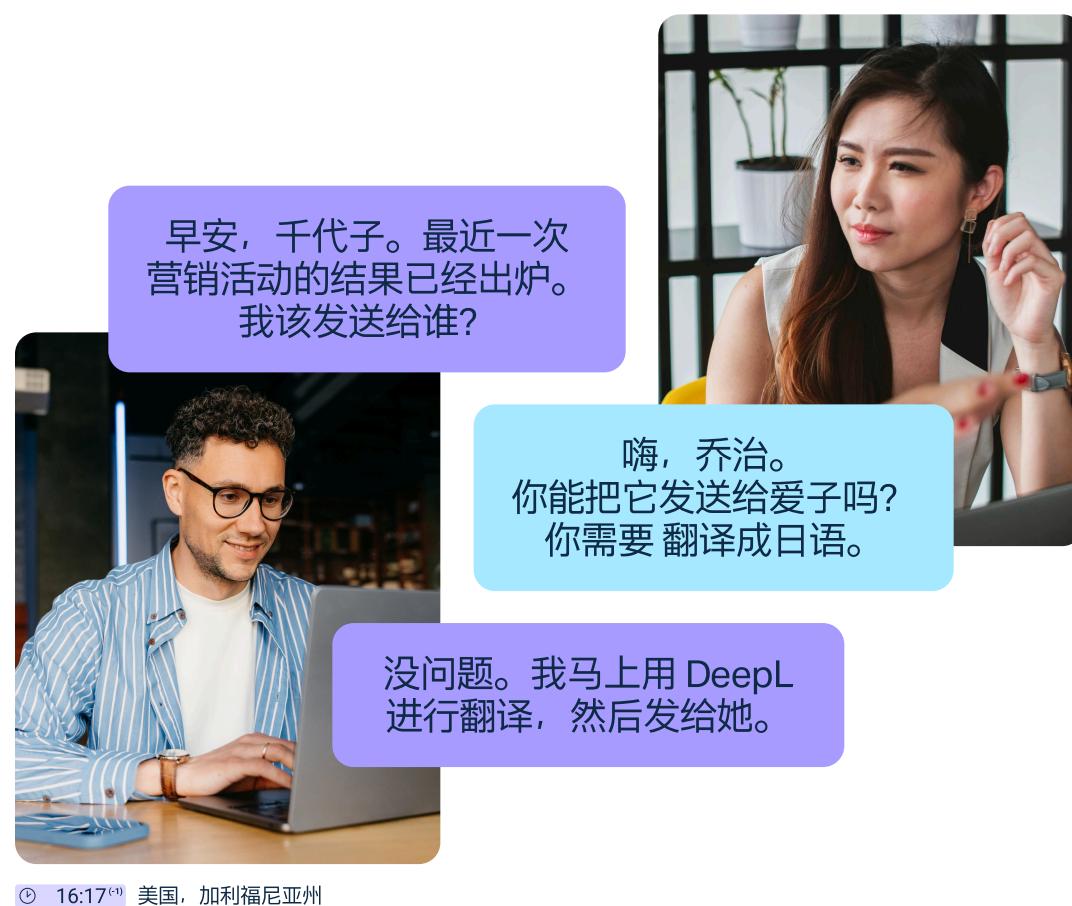 早安，千代子。最近一次
营销活动的结果已经出炉。
我该发送给谁？
嗨，乔治。
你能把它发送给爱子吗？
你需要 翻译成日语。
没问题。我马上用 DeepL
进行翻译，然后发给她。
16:17(-1) 美国，加利福尼亚州